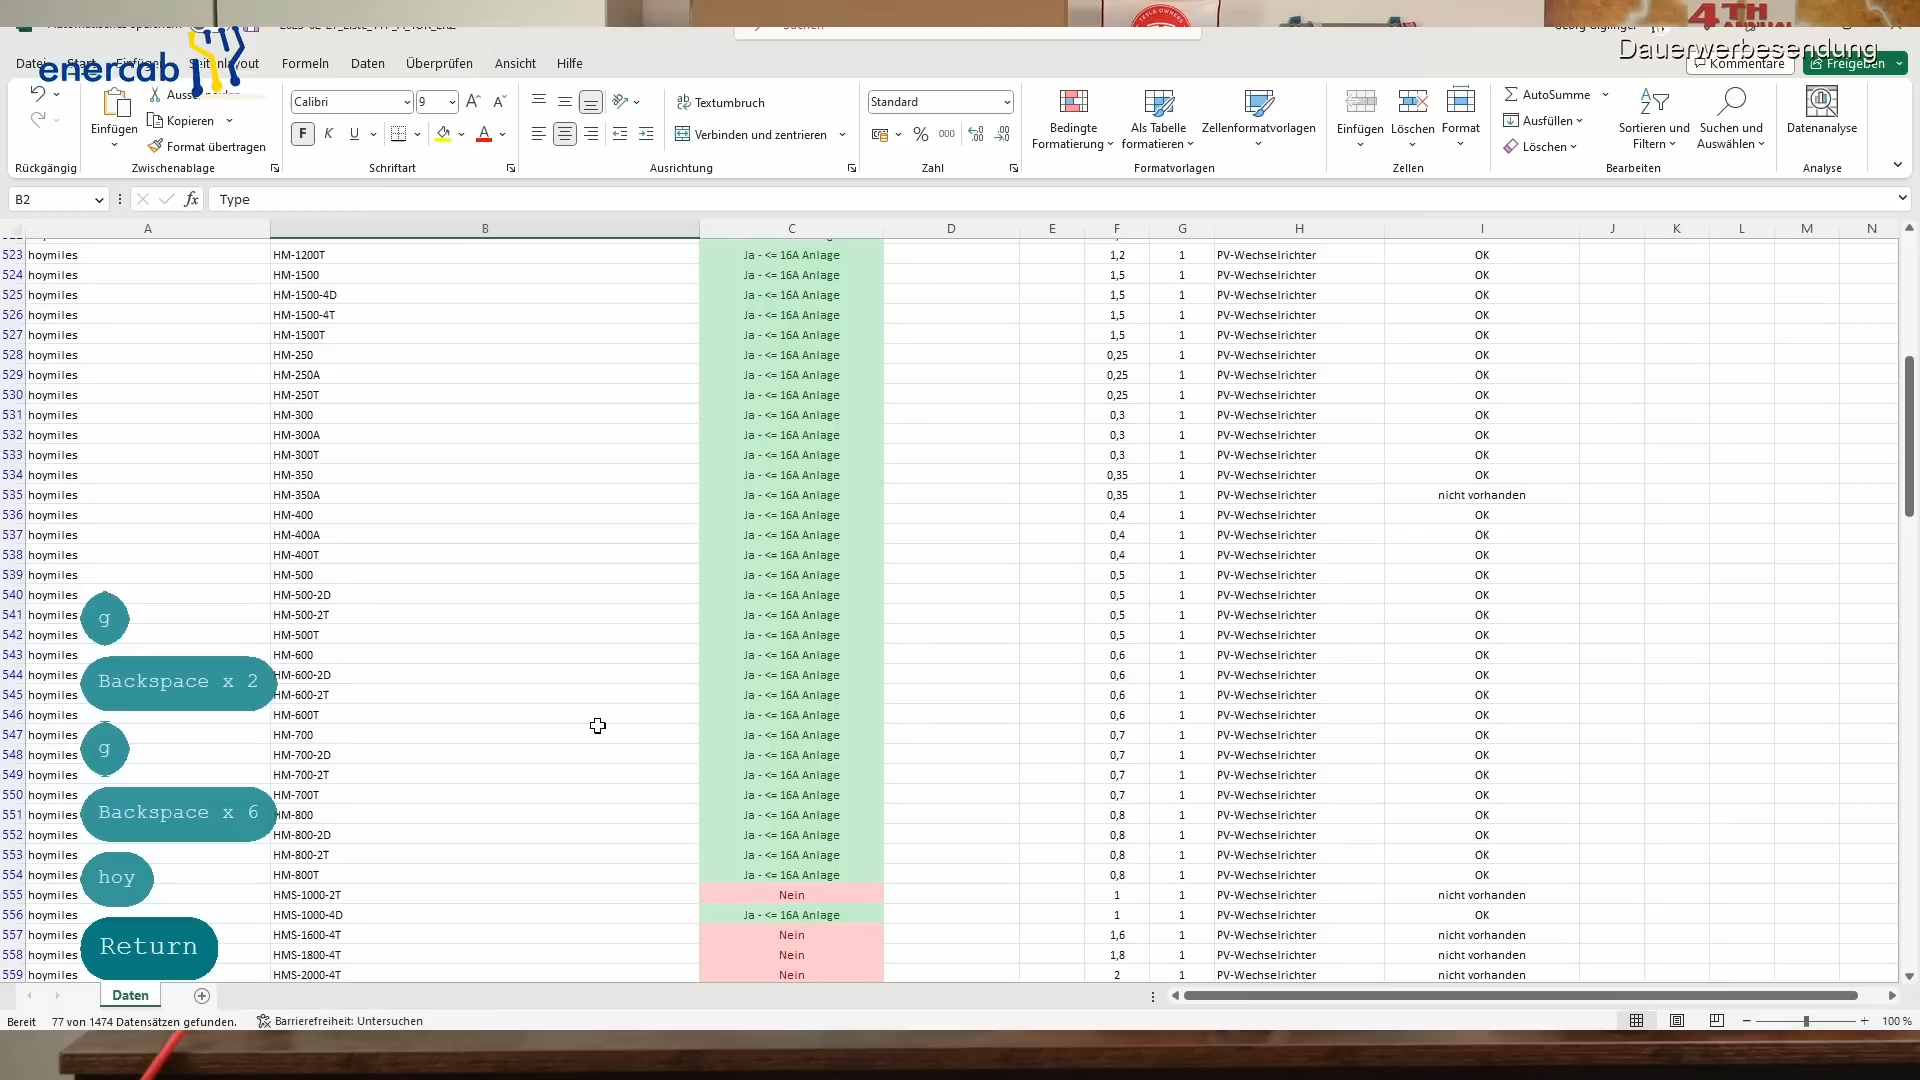 4TH
ANNUAL
TESLA OWNERS
Dauerwerbesendung
enercab
Datei Start Einfügen Seitenlayout Formeln Daten Überprüfen Ansicht Hilfe
Kommentare Freigeben
Einfügen
Ausschneiden
Kopieren
Format übertragen
Calibri 9
F K U
Textumbruch
Verbinden und zentrieren
Standard
% 000
Bedingte Formatierung
Als Tabelle formatieren
Zellenformatvorlagen
Einfügen Löschen Format
AutoSumme
Ausfüllen
Löschen
Sortieren und Filtern
Suchen und Auswählen
Datenanalyse
Rückgängig Zwischenablage Schriftart Ausrichtung Zahl Formatvorlagen Zellen Bearbeiten Analyse
B2 fx Type
A B C D E F G H I J K L M N
523 hoymiles HM-1200T Ja - <= 16A Anlage 1,2 1 PV-Wechselrichter OK
524 hoymiles HM-1500 Ja - <= 16A Anlage 1,5 1 PV-Wechselrichter OK
525 hoymiles HM-1500-4D Ja - <= 16A Anlage 1,5 1 PV-Wechselrichter OK
526 hoymiles HM-1500-4T Ja - <= 16A Anlage 1,5 1 PV-Wechselrichter OK
527 hoymiles HM-1500T Ja - <= 16A Anlage 1,5 1 PV-Wechselrichter OK
528 hoymiles HM-250 Ja - <= 16A Anlage 0,25 1 PV-Wechselrichter OK
529 hoymiles HM-250A Ja - <= 16A Anlage 0,25 1 PV-Wechselrichter OK
530 hoymiles HM-250T Ja - <= 16A Anlage 0,25 1 PV-Wechselrichter OK
531 hoymiles HM-300 Ja - <= 16A Anlage 0,3 1 PV-Wechselrichter OK
532 hoymiles HM-300A Ja - <= 16A Anlage 0,3 1 PV-Wechselrichter OK
533 hoymiles HM-300T Ja - <= 16A Anlage 0,3 1 PV-Wechselrichter OK
534 hoymiles HM-350 Ja - <= 16A Anlage 0,35 1 PV-Wechselrichter OK
535 hoymiles HM-350A Ja - <= 16A Anlage 0,35 1 PV-Wechselrichter nicht vorhanden
536 hoymiles HM-400 Ja - <= 16A Anlage 0,4 1 PV-Wechselrichter OK
537 hoymiles HM-400A Ja - <= 16A Anlage 0,4 1 PV-Wechselrichter OK
538 hoymiles HM-400T Ja - <= 16A Anlage 0,4 1 PV-Wechselrichter OK
539 hoymiles HM-500 Ja - <= 16A Anlage 0,5 1 PV-Wechselrichter OK
540 hoymiles HM-500-2D Ja - <= 16A Anlage 0,5 1 PV-Wechselrichter OK
541 hoymiles HM-500-2T Ja - <= 16A Anlage 0,5 1 PV-Wechselrichter OK
542 hoymiles HM-500T Ja - <= 16A Anlage 0,5 1 PV-Wechselrichter OK
543 hoymiles HM-600 Ja - <= 16A Anlage 0,6 1 PV-Wechselrichter OK
544 hoymiles HM-600-2D Ja - <= 16A Anlage 0,6 1 PV-Wechselrichter OK
545 hoymiles HM-600-2T Ja - <= 16A Anlage 0,6 1 PV-Wechselrichter OK
546 hoymiles HM-600T Ja - <= 16A Anlage 0,6 1 PV-Wechselrichter OK
547 hoymiles HM-700 Ja - <= 16A Anlage 0,7 1 PV-Wechselrichter OK
548 hoymiles HM-700-2D Ja - <= 16A Anlage 0,7 1 PV-Wechselrichter OK
549 hoymiles HM-700-2T Ja - <= 16A Anlage 0,7 1 PV-Wechselrichter OK
550 hoymiles HM-700T Ja - <= 16A Anlage 0,7 1 PV-Wechselrichter OK
551 hoymiles HM-800 Ja - <= 16A Anlage 0,8 1 PV-Wechselrichter OK
552 hoymiles HM-800-2D Ja - <= 16A Anlage 0,8 1 PV-Wechselrichter OK
553 hoymiles HM-800-2T Ja - <= 16A Anlage 0,8 1 PV-Wechselrichter OK
554 hoymiles HM-800T Ja - <= 16A Anlage 0,8 1 PV-Wechselrichter OK
555 hoymiles HMS-1000-2T Nein 1 1 PV-Wechselrichter nicht vorhanden
556 hoymiles HMS-1000-4D Ja - <= 16A Anlage 1 1 PV-Wechselrichter OK
557 hoymiles HMS-1600-4T Nein 1,6 1 PV-Wechselrichter nicht vorhanden
558 hoymiles HMS-1800-4T Nein 1,8 1 PV-Wechselrichter nicht vorhanden
559 hoymiles HMS-2000-4T Nein 2 1 PV-Wechselrichter nicht vorhanden
g
Backspace x 2
g
Backspace x 6
hoy
Return
Daten
Bereit 77 von 1474 Datensätzen gefunden. Barrierefreiheit: Untersuchen 100 %